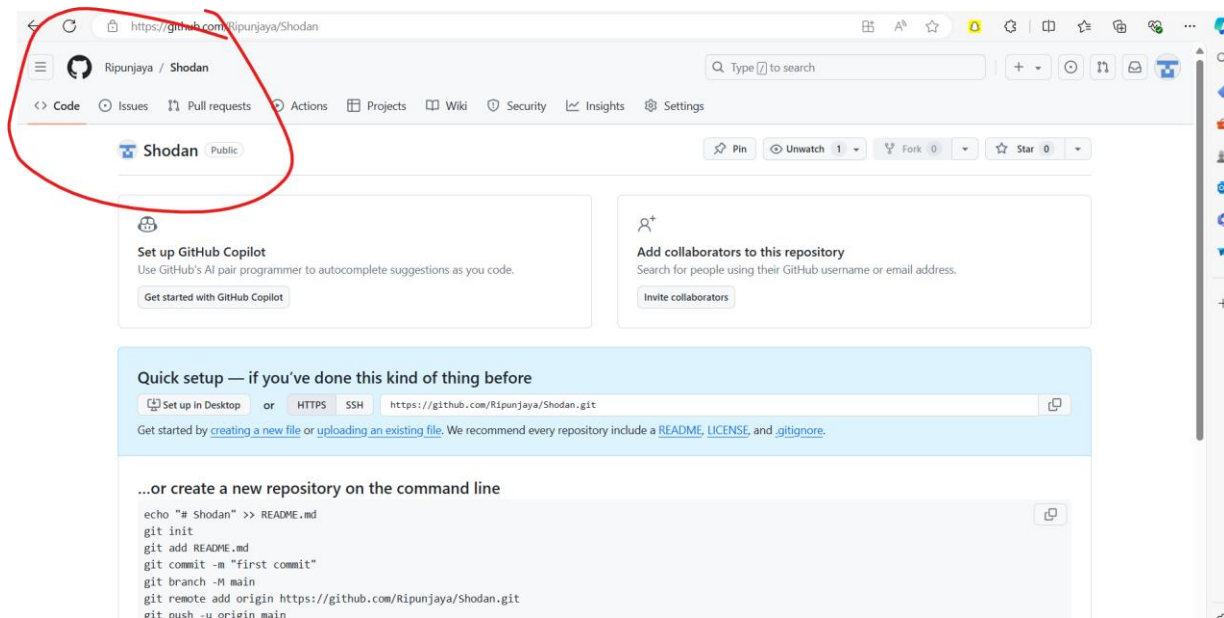 https://github.com/Ripunjaya/Shodan
Ripunjaya / Shodan
Type / to search
Code Issues Pull requests Actions Projects Wiki Security Insights Settings
Shodan Public
Pin Unwatch 1 Fork 0 Star 0
Set up GitHub Copilot
Use GitHub's AI pair programmer to autocomplete suggestions as you code.
Get started with GitHub Copilot
Add collaborators to this repository
Search for people using their GitHub username or email address.
Invite collaborators
Quick setup — if you've done this kind of thing before
Set up in Desktop or HTTPS SSH https://github.com/Ripunjaya/Shodan.git
Get started by creating a new file or uploading an existing file. We recommend every repository include a README, LICENSE, and .gitignore.
...or create a new repository on the command line
echo "# Shodan" >> README.md
git init
git add README.md
git commit -m "first commit"
git branch -M main
git remote add origin https://github.com/Ripunjaya/Shodan.git
git push -u origin main